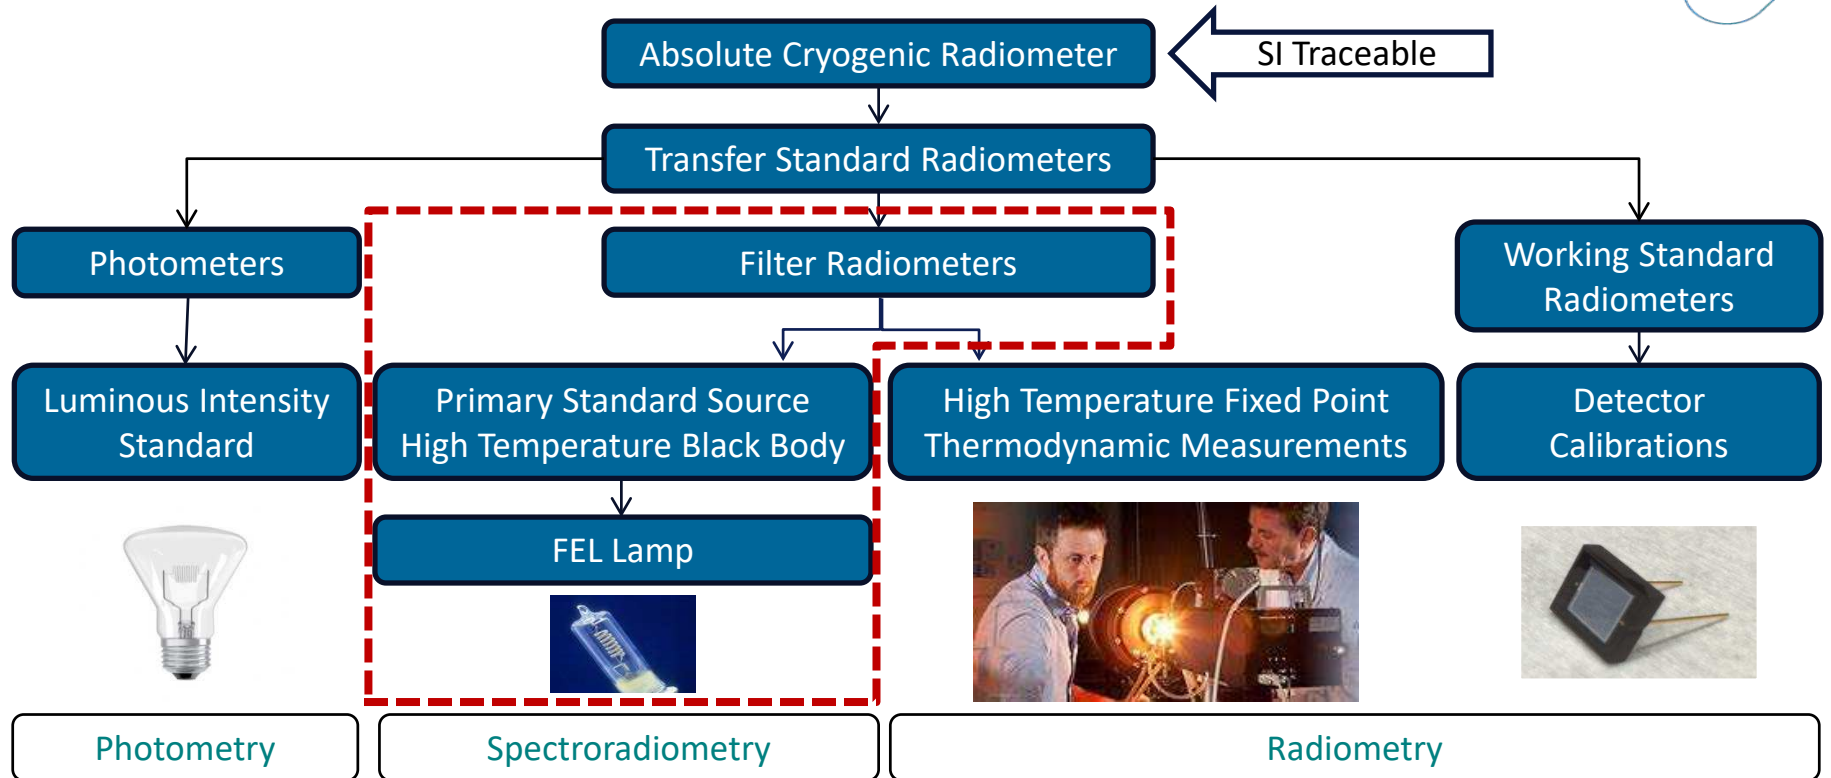 Absolute Cryogenic Radiometer
SI Traceable
Transfer Standard Radiometers
Photometers
Filter Radiometers
Working Standard
Radiometers
Luminous Intensity
Standard
Primary Standard Source
High Temperature Black Body
High Temperature Fixed Point
Thermodynamic Measurements
Detector
Calibrations
FEL Lamp
Photometry
Spectroradiometry
Radiometry